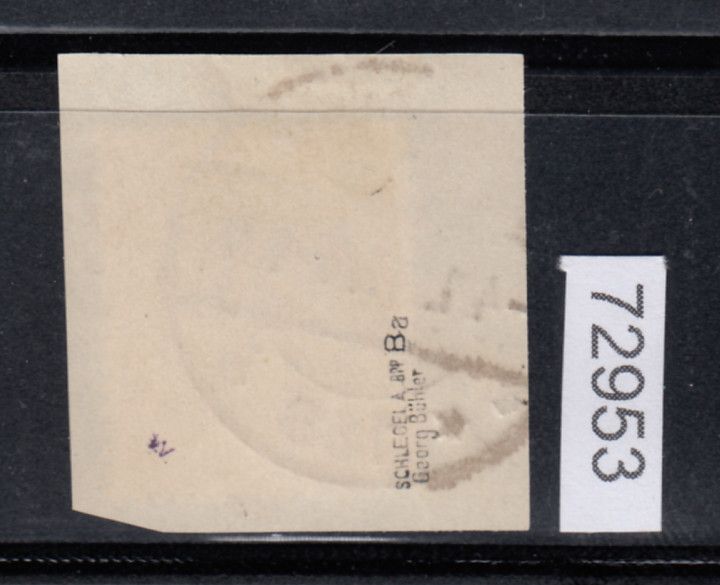 SCHLEGEL A BPP Ba
Georg Bühler
72953